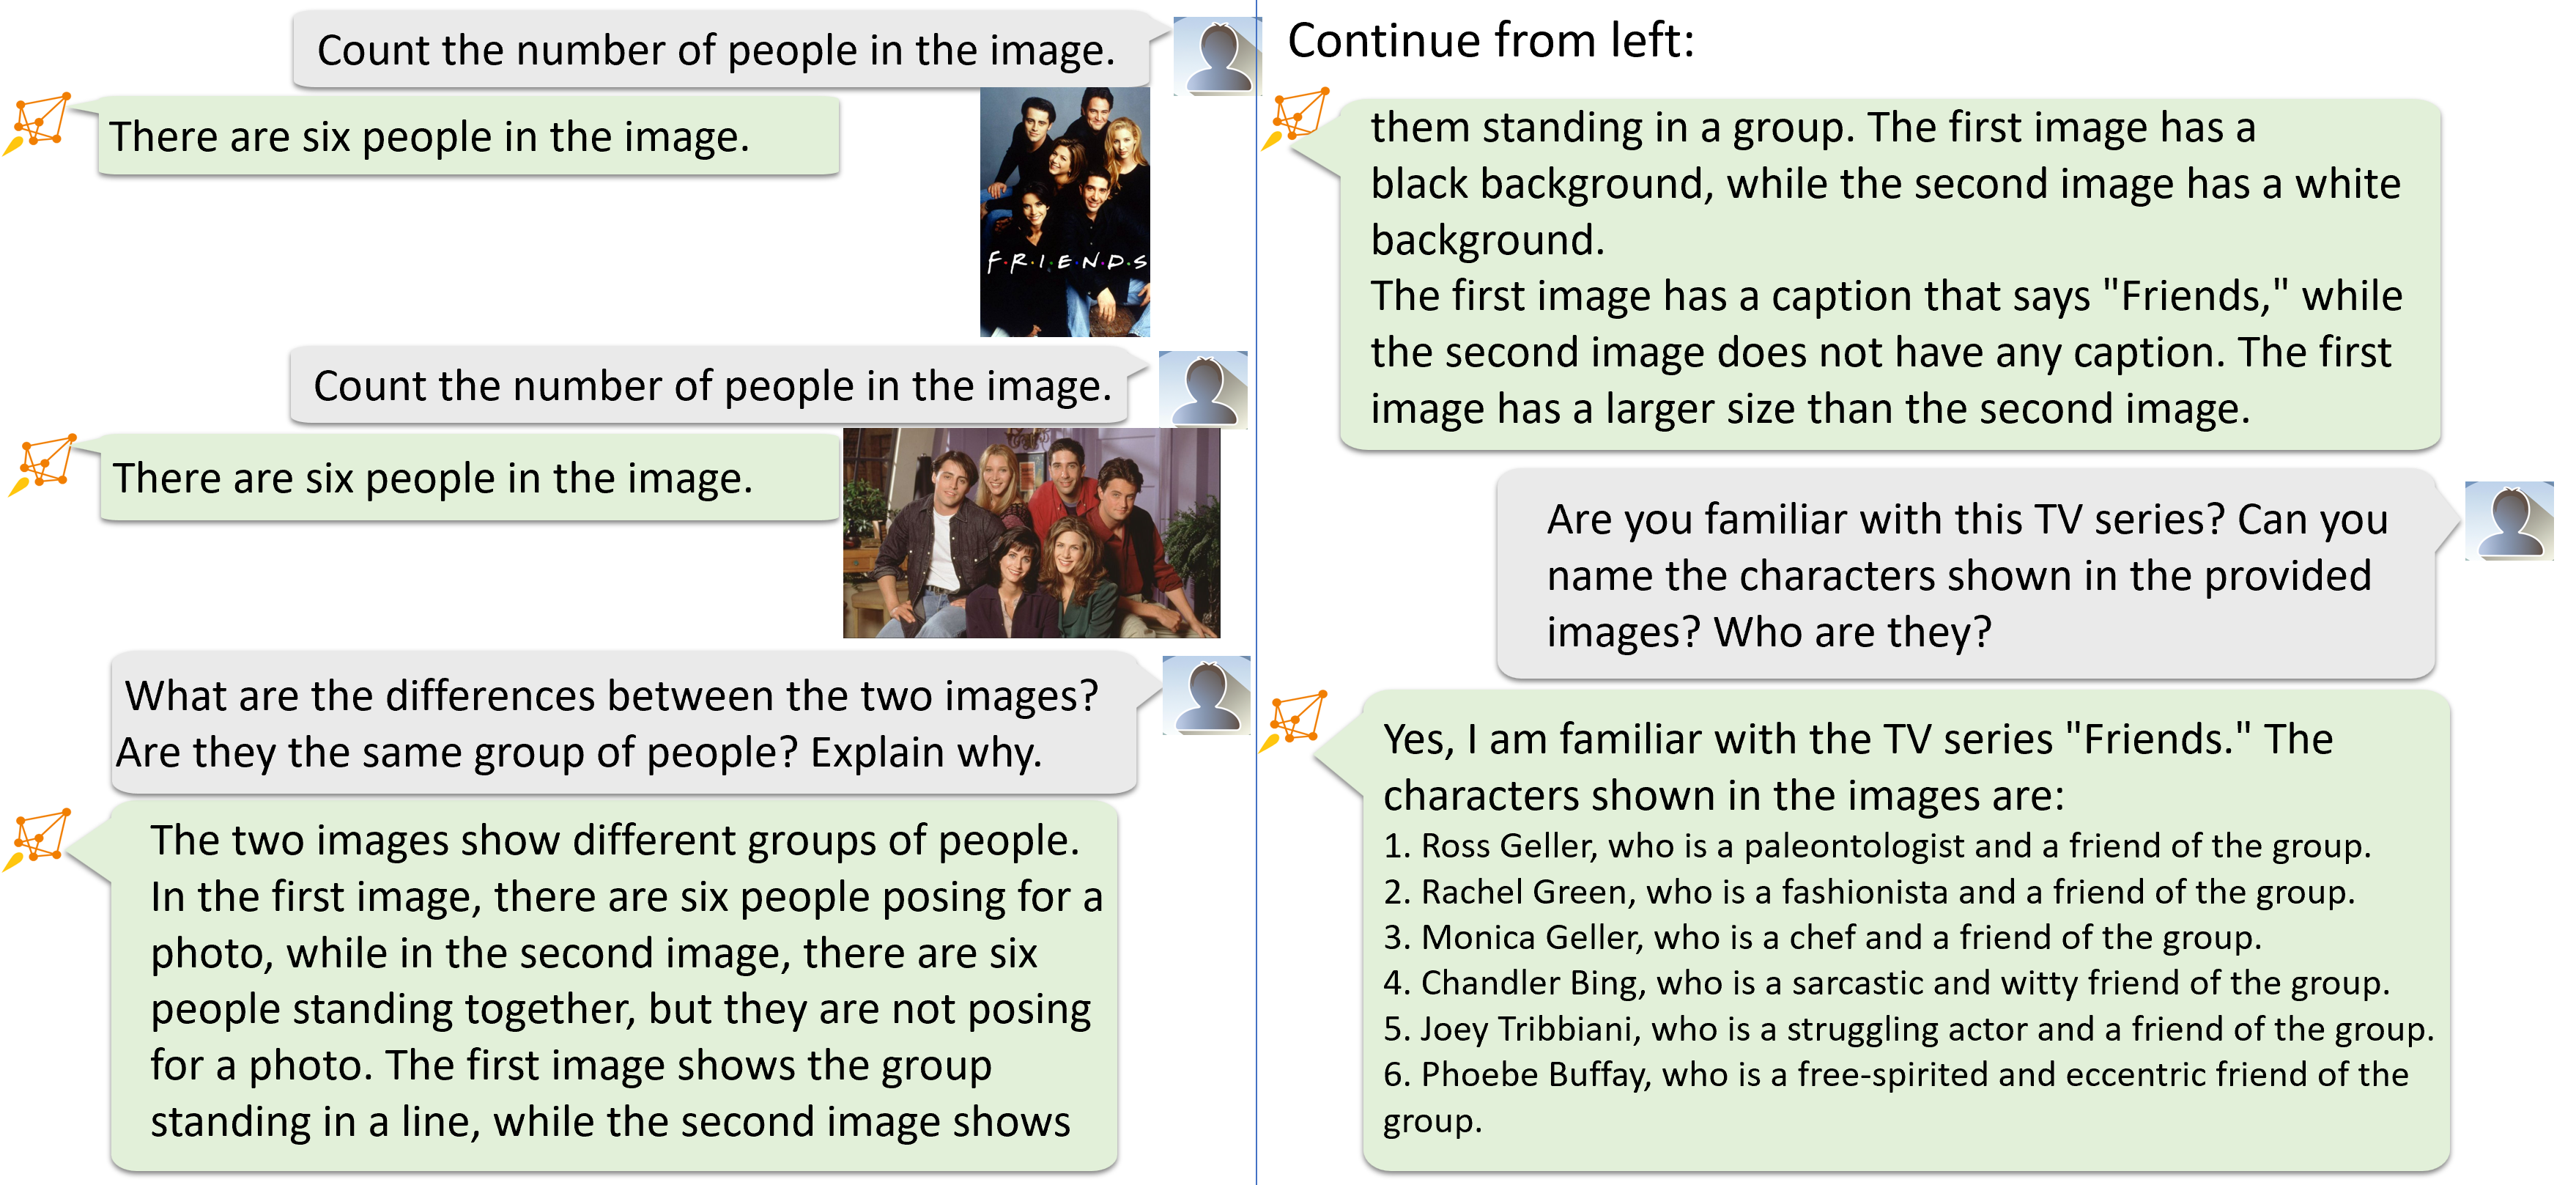 Count the number of people in the image.
There are six people in the image.
F·R·I·E·N·D·S
Count the number of people in the image.
There are six people in the image.
What are the differences between the two images?
Are they the same group of people? Explain why.
The two images show different groups of people.
In the first image, there are six people posing for a
photo, while in the second image, there are six
people standing together, but they are not posing
for a photo. The first image shows the group
standing in a line, while the second image shows
Continue from left:
them standing in a group. The first image has a
black background, while the second image has a white
background.
The first image has a caption that says "Friends," while
the second image does not have any caption. The first
image has a larger size than the second image.
Are you familiar with this TV series? Can you
name the characters shown in the provided
images? Who are they?
Yes, I am familiar with the TV series "Friends." The
characters shown in the images are:
1. Ross Geller, who is a paleontologist and a friend of the group.
2. Rachel Green, who is a fashionista and a friend of the group.
3. Monica Geller, who is a chef and a friend of the group.
4. Chandler Bing, who is a sarcastic and witty friend of the group.
5. Joey Tribbiani, who is a struggling actor and a friend of the group.
6. Phoebe Buffay, who is a free-spirited and eccentric friend of the
group.